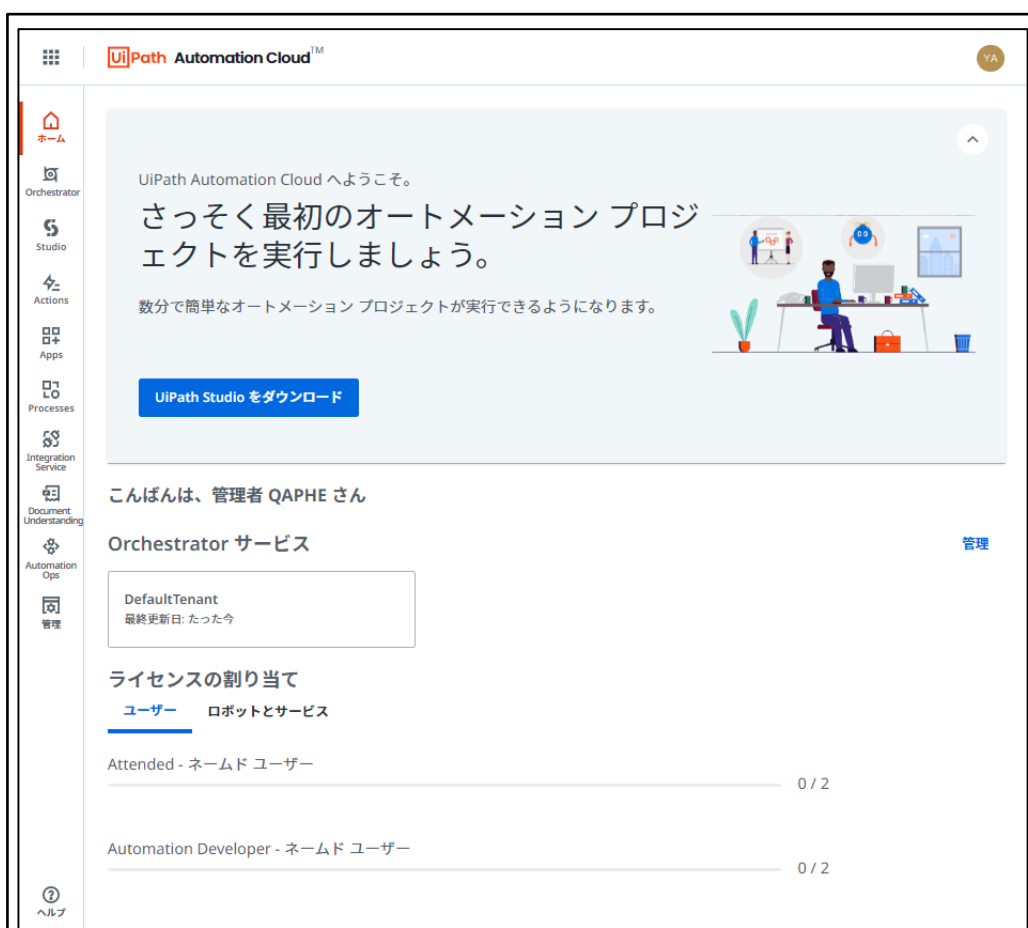 UiPath Automation Cloud™
YA
ホーム
Orchestrator
Studio
Actions
Apps
Processes
Integration
Service
Document
Understanding
Automation
Ops
管理
ヘルプ
UiPath Automation Cloud へようこそ。
さっそく最初のオートメーション プロジ
ェクトを実行しましょう。
数分で簡単なオートメーション プロジェクトが実行できるようになります。
UiPath Studio をダウンロード
こんばんは、管理者 QAPHE さん
Orchestrator サービス
管理
DefaultTenant
最終更新日: たった今
ライセンスの割り当て
ユーザー ロボットとサービス
Attended - ネームド ユーザー
0 / 2
Automation Developer - ネームド ユーザー
0 / 2